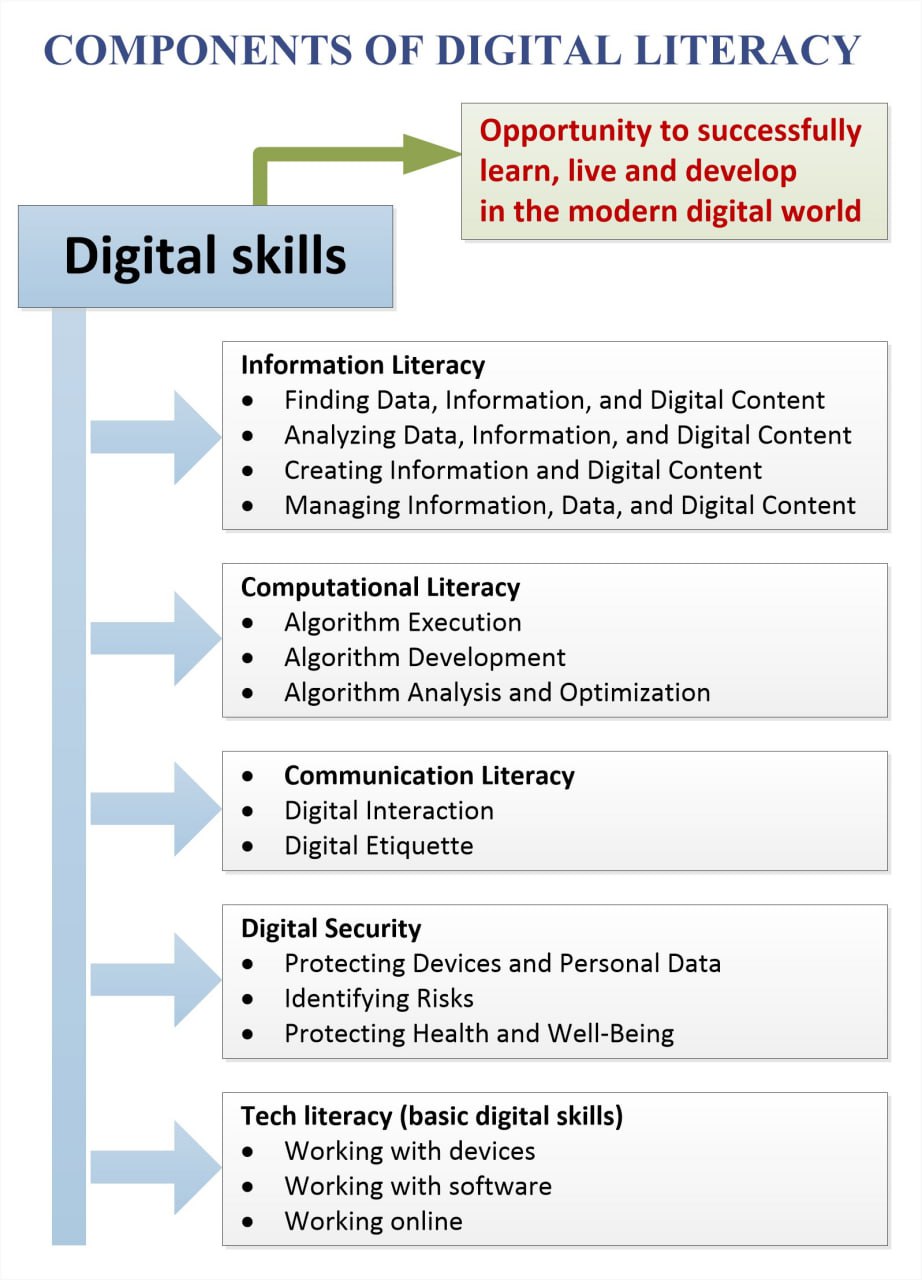 COMPONENTS OF DIGITAL LITERACY
Opportunity to successfully
learn, live and develop
in the modern digital world
Digital skills
Information Literacy
• Finding Data, Information, and Digital Content
• Analyzing Data, Information, and Digital Content
• Creating Information and Digital Content
• Managing Information, Data, and Digital Content
Computational Literacy
• Algorithm Execution
• Algorithm Development
• Algorithm Analysis and Optimization
• Communication Literacy
• Digital Interaction
• Digital Etiquette
Digital Security
• Protecting Devices and Personal Data
• Identifying Risks
• Protecting Health and Well-Being
Tech literacy (basic digital skills)
• Working with devices
• Working with software
• Working online